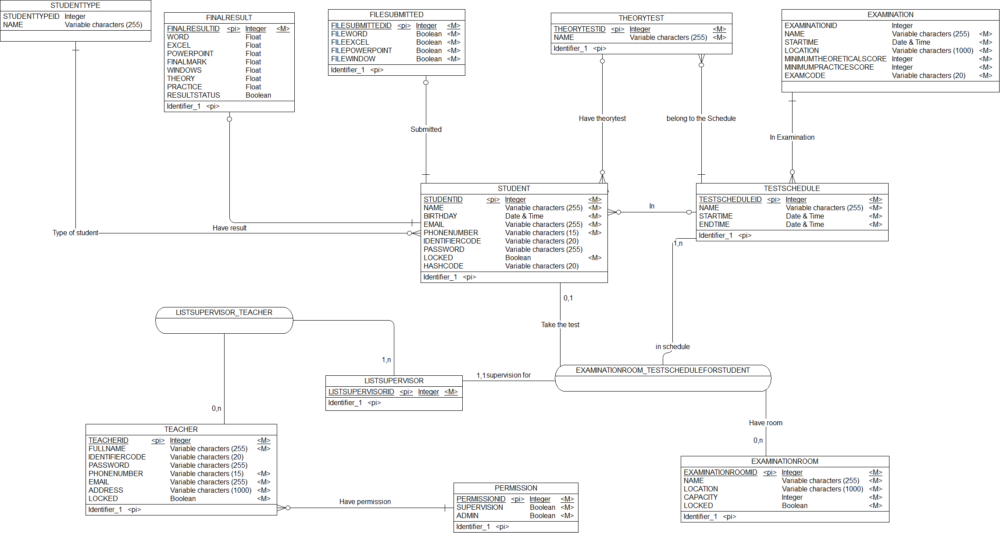 STUDENTTYPE
STUDENTTYPEID Integer
NAME Variable characters (255)
FINALRESULT
FINALRESULTID <pi> Integer <M>
WORD Float
EXCEL Float
POWERPOINT Float
FINALMARK Float
WINDOWS Float
THEORY Float
PRACTICE Float
RESULTSTATUS Boolean
Identifier_1 <pi>
FILESUBMITTED
FILESUBMITTEDID <pi> Integer <M>
FILEWORD Boolean <M>
FILEEXCEL Boolean <M>
FILEPOWERPOINT Boolean <M>
FILEWINDOW Boolean <M>
Identifier_1 <pi>
THEORYTEST
THEORYTESTID <pi> Integer <M>
NAME Variable characters (255) <M>
Identifier_1 <pi>
EXAMINATION
EXAMINATIONID Integer
NAME Variable characters (255) <M>
STARTIME Date & Time <M>
LOCATION Variable characters (1000) <M>
MINIMUMTHEORETICALSCORE Integer <M>
MINIMUMPRACTICESCORE Integer <M>
EXAMCODE Variable characters (20) <M>
Submitted
Have theorytest
belong to the Schedule
In Examination
Type of student
Have result
STUDENT
STUDENTID <pi> Integer <M>
NAME Variable characters (255) <M>
BIRTHDAY Date & Time <M>
EMAIL Variable characters (255) <M>
PHONENUMBER Variable characters (15) <M>
IDENTIFIERCODE Variable characters (20)
PASSWORD Variable characters (255)
LOCKED Boolean <M>
HASHCODE Variable characters (20)
Identifier_1 <pi>
In
TESTSCHEDULE
TESTSCHEDULEID <pi> Integer <M>
NAME Variable characters (255) <M>
STARTIME Date & Time <M>
ENDTIME Date & Time <M>
Identifier_1 <pi>
1,n
0,1
Take the test
in schedule
LISTSUPERVISOR_TEACHER
1,n
0,n
LISTSUPERVISOR
LISTSUPERVISORID <pi> Integer <M>
Identifier_1 <pi>
1,1 supervision for
EXAMINATIONROOM_TESTSCHEDULEFORSTUDENT
Have room
0,n
TEACHER
TEACHERID <pi> Integer <M>
FULLNAME Variable characters (255) <M>
IDENTIFIERCODE Variable characters (20)
PASSWORD Variable characters (255)
PHONENUMBER Variable characters (15) <M>
EMAIL Variable characters (255) <M>
ADDRESS Variable characters (1000) <M>
LOCKED Boolean <M>
Identifier_1 <pi>
Have permission
PERMISSION
PERMISSIONID <pi> Integer <M>
SUPERVISION Boolean <M>
ADMIN Boolean <M>
Identifier_1 <pi>
EXAMINATIONROOM
EXAMINATIONROOMID <pi> Integer <M>
NAME Variable characters (255) <M>
LOCATION Variable characters (1000) <M>
CAPACITY Integer <M>
LOCKED Boolean <M>
Identifier_1 <pi>